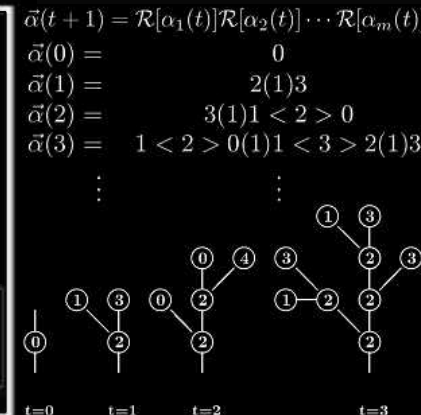 α⃗(t + 1) = R[α₁(t)]R[α₂(t)] ⋯ R[αₘ(t)
α⃗(0) = 0
α⃗(1) = 2(1)3
α⃗(2) = 3(1)1 < 2 > 0
α⃗(3) = 1 < 2 > 0(1)1 < 3 > 2(1)3
⋮ ⋮
1 3
0 4 3 2 3
1 3 0 2 1 2 2
0 2 2 2
t=0 t=1 t=2 t=3